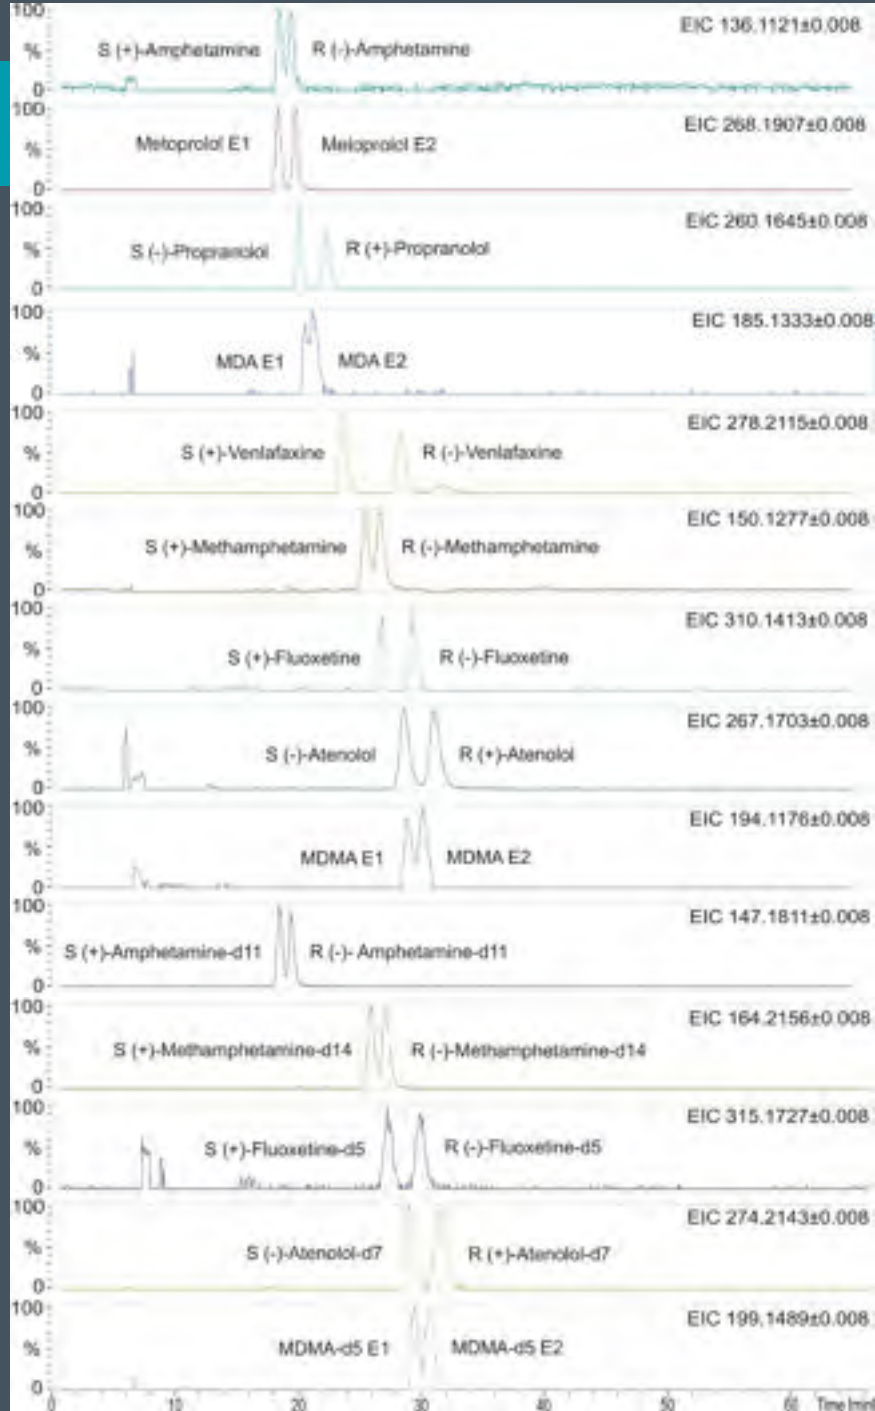 100
%
0
S (+)-Amphetamine
R (-)-Amphetamine
EIC 136.1121±0.008
100
%
0
Metoprolol E1
Metoprolol E2
EIC 268.1907±0.008
100
%
0
S (-)-Propranolol
R (+)-Propranolol
EIC 260.1645±0.008
100
%
0
MDA E1
MDA E2
EIC 185.1333±0.008
100
%
0
S (+)-Venlafaxine
R (-)-Venlafaxine
EIC 278.2115±0.008
100
%
0
S (+)-Methamphetamine
R (-)-Methamphetamine
EIC 150.1277±0.008
100
%
0
S (+)-Fluoxetine
R (-)-Fluoxetine
EIC 310.1413±0.008
100
%
0
S (-)-Atenolol
R (+)-Atenolol
EIC 267.1703±0.008
100
%
0
MDMA E1
MDMA E2
EIC 194.1176±0.008
100
%
0
S (+)-Amphetamine-d11
R (-)- Amphetamine-d11
EIC 147.1811±0.008
100
%
0
S (+)-Methamphetamine-d14
R (-)-Methamphetamine-d14
EIC 164.2156±0.008
100
%
0
S (+)-Fluoxetine-d5
R (-)-Fluoxetine-d5
EIC 315.1727±0.008
100
%
0
S (-)-Atenolol-d7
R (+)-Atenolol-d7
EIC 274.2143±0.008
100
%
0
MDMA-d5 E1
MDMA-d5 E2
EIC 199.1489±0.008
0 10 20 30 40 50 60 Time [min]